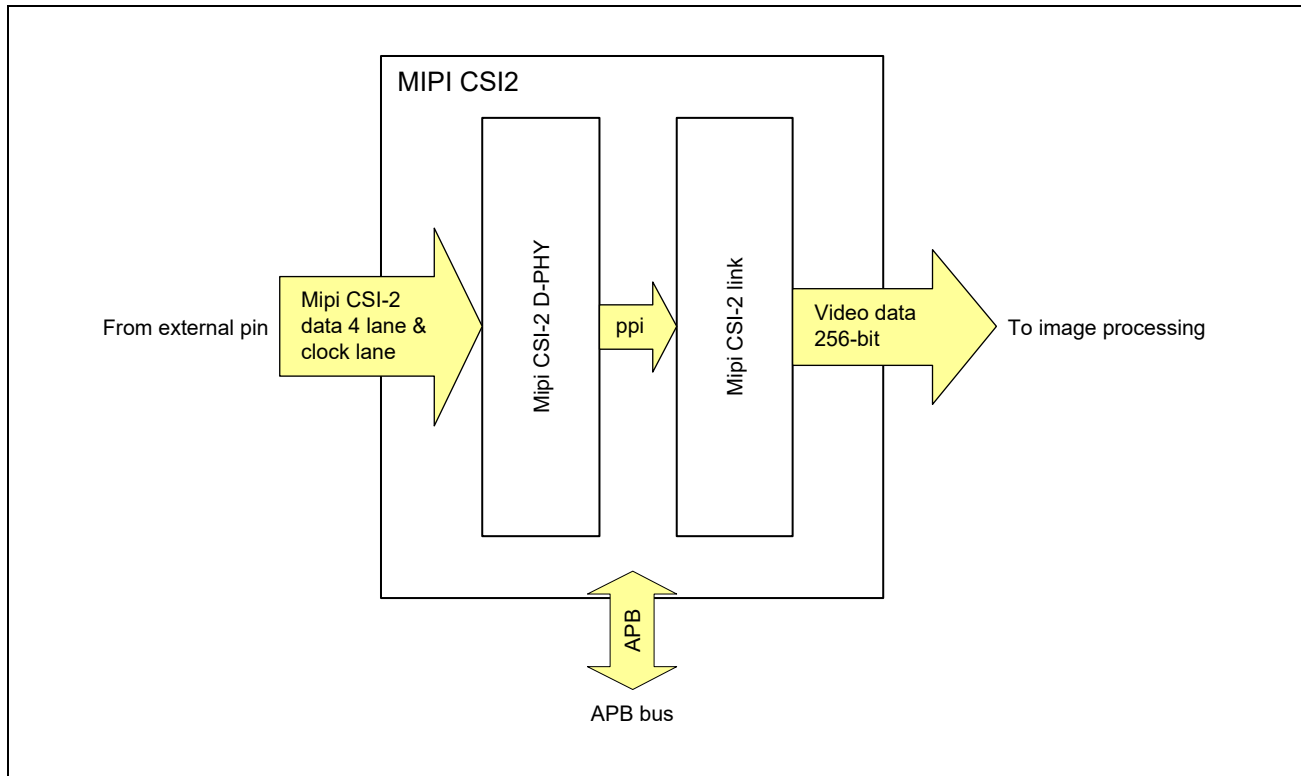 MIPI CSI2
From external pin
Mipi CSI-2
data 4 lane &
clock lane
Mipi CSI-2 D-PHY
ppi
Mipi CSI-2 link
Video data
256-bit
To image processing
APB
APB bus